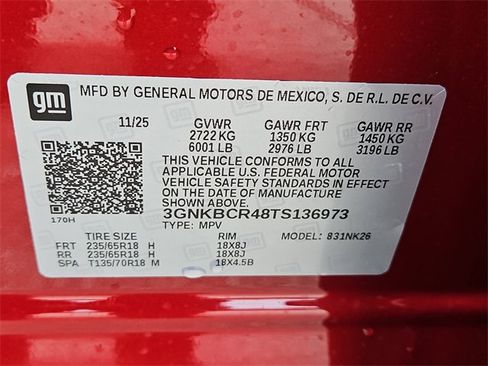 gm
MFD BY GENERAL MOTORS DE MEXICO, S. DE R.L. DE C.V.
11/25 GVWR GAWR FRT GAWR RR
2722 KG 1350 KG 1450 KG
6001 LB 2976 LB 3196 LB
THIS VEHICLE CONFORMS TO ALL
APPLICABLE U.S. FEDERAL MOTOR
VEHICLE SAFETY STANDARDS IN EFFECT
ON THE DATE OF MANUFACTURE
SHOWN ABOVE.
3GNKBCR48TS136973
170H TYPE: MPV
TIRE SIZE RIM MODEL: 831NK26
FRT 235/65R18 H 18X8J
RR 235/65R18 H 18X8J
SPA T135/70R18 M 18X4.5B